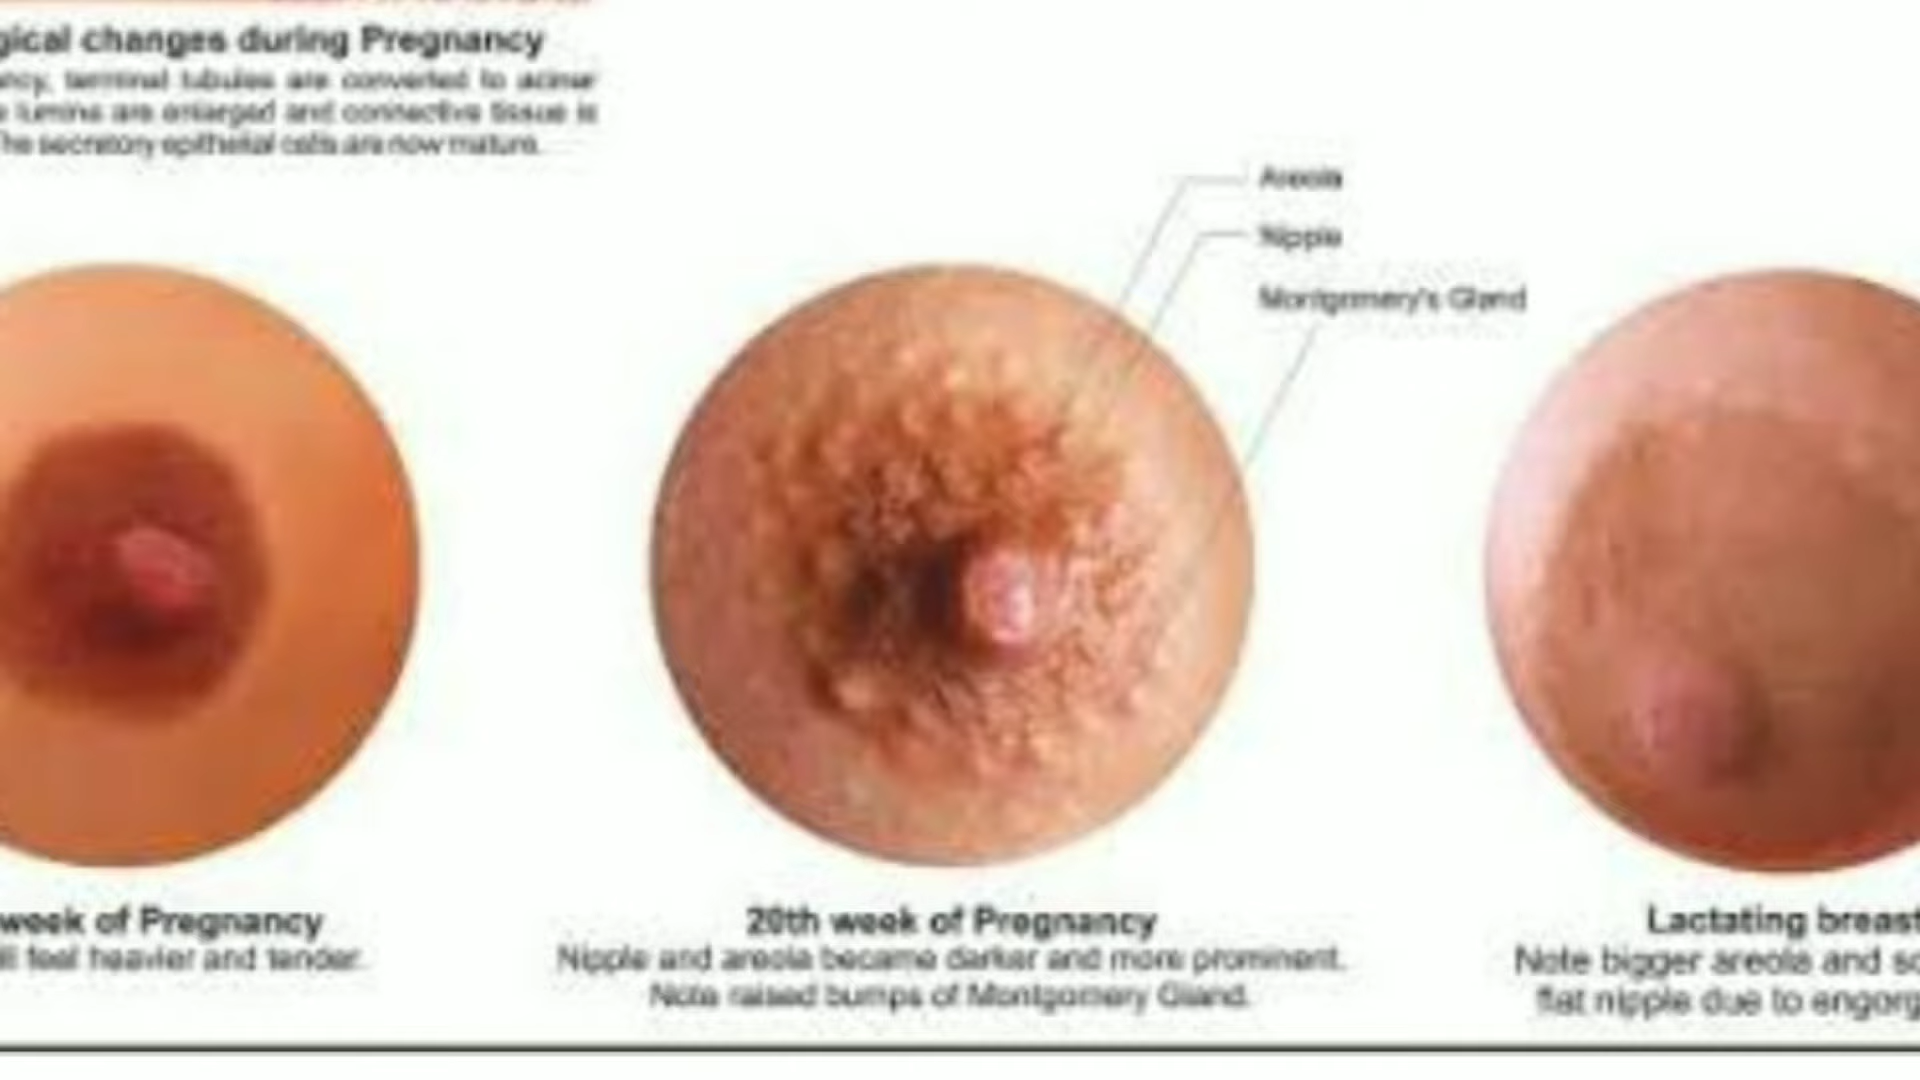 gical changes during Pregnancy
ncy, terminal tubules are converted to acinar
lumina are enlarged and connective tissue is
he secretory epithelial cells are now mature.
Areola
Nipple
Montgomery's Gland
week of Pregnancy
ll feel heavier and tender.
20th week of Pregnancy
Nipple and areola became darker and more prominent.
Note raised bumps of Montgomery Gland.
Lactating breast
Note bigger areola and so
flat nipple due to engorg